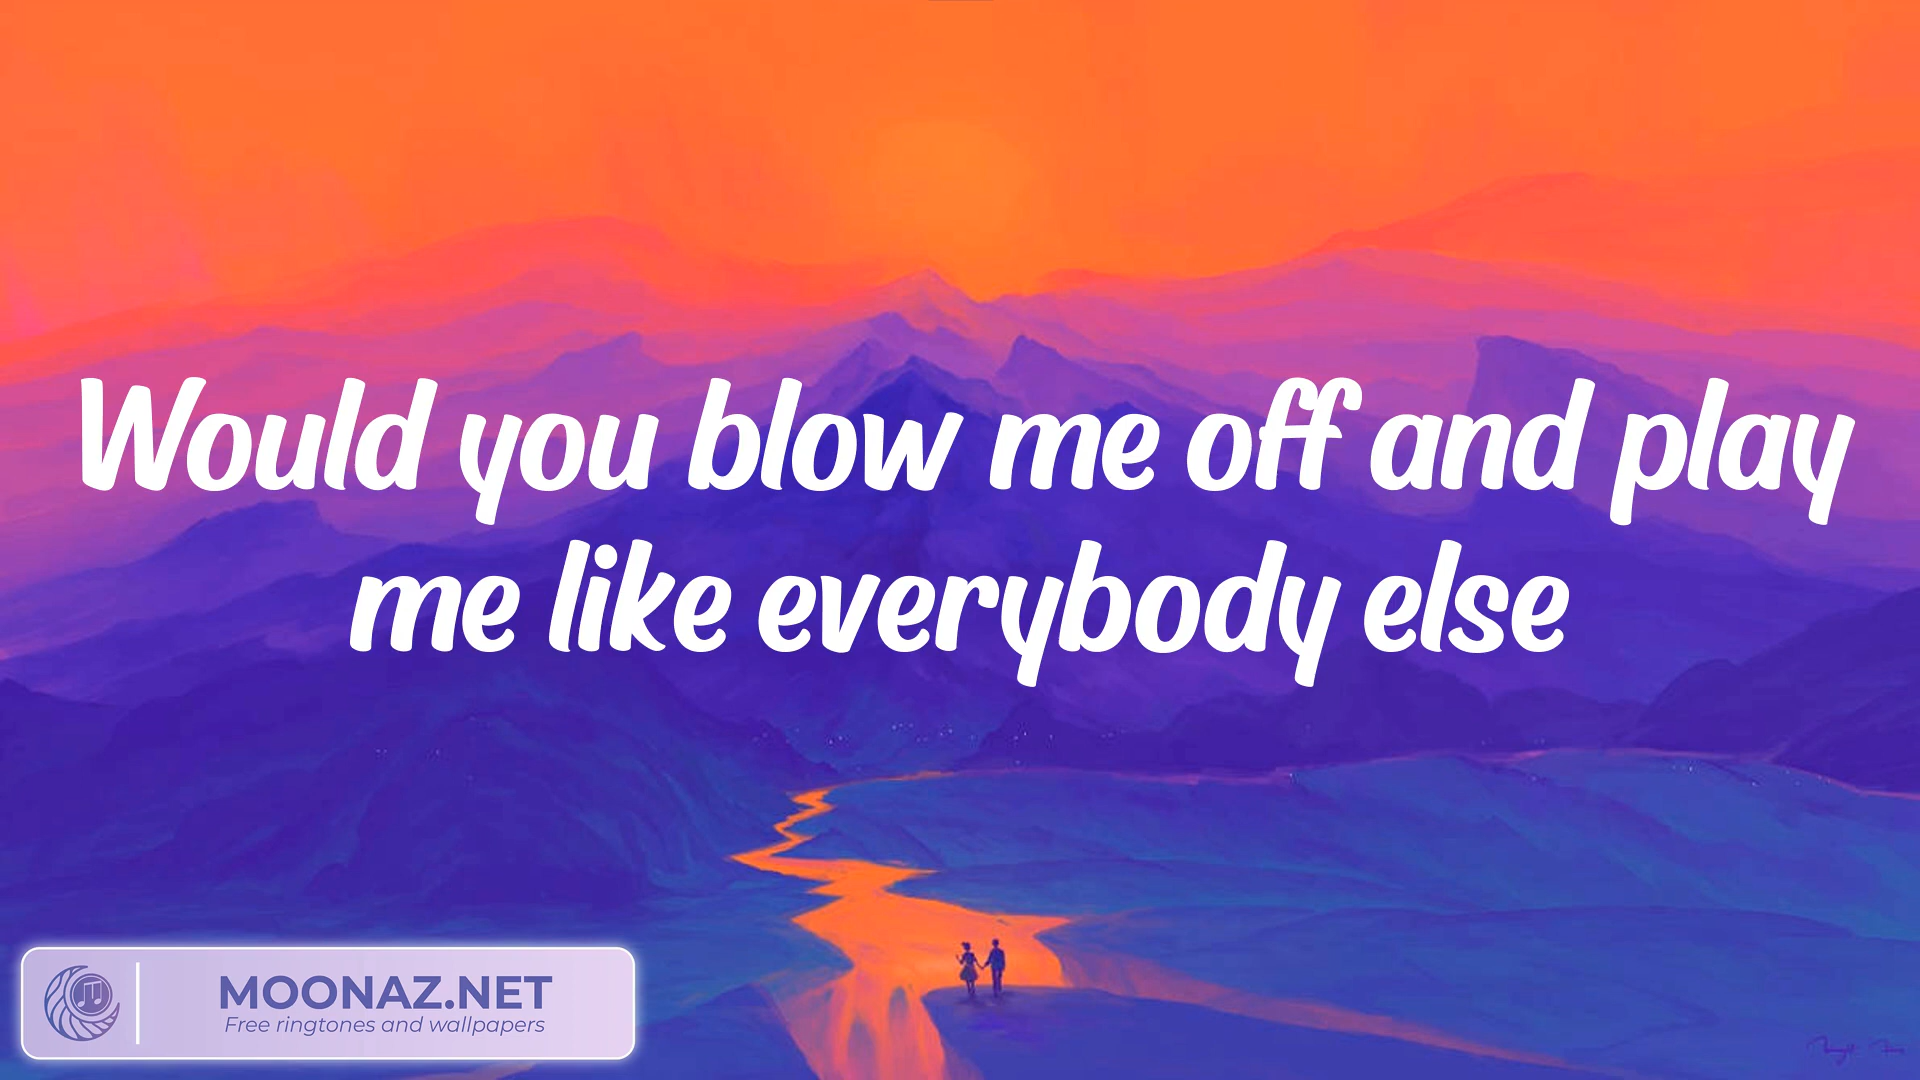 Would you blow me off and play
me like everybody else
MOONAZ.NET
Free ringtones and wallpapers